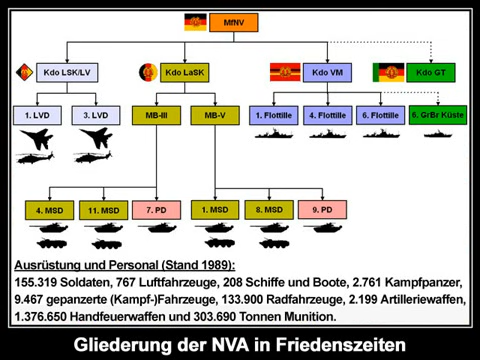 MfNV
Kdo LSK/LV
Kdo LaSK
Kdo VM
Kdo GT
1. LVD
3. LVD
MB-III
MB-V
1. Flottille
4. Flottille
6. Flottille
6. GrBr Küste
4. MSD
11. MSD
7. PD
1. MSD
8. MSD
9. PD
Ausrüstung und Personal (Stand 1989):
155.319 Soldaten, 767 Luftfahrzeuge, 208 Schiffe und Boote, 2.761 Kampfpanzer,
9.467 gepanzerte (Kampf-)Fahrzeuge, 133.900 Radfahrzeuge, 2.199 Artilleriewaffen,
1.376.650 Handfeuerwaffen und 303.690 Tonnen Munition.
Gliederung der NVA in Friedenszeiten